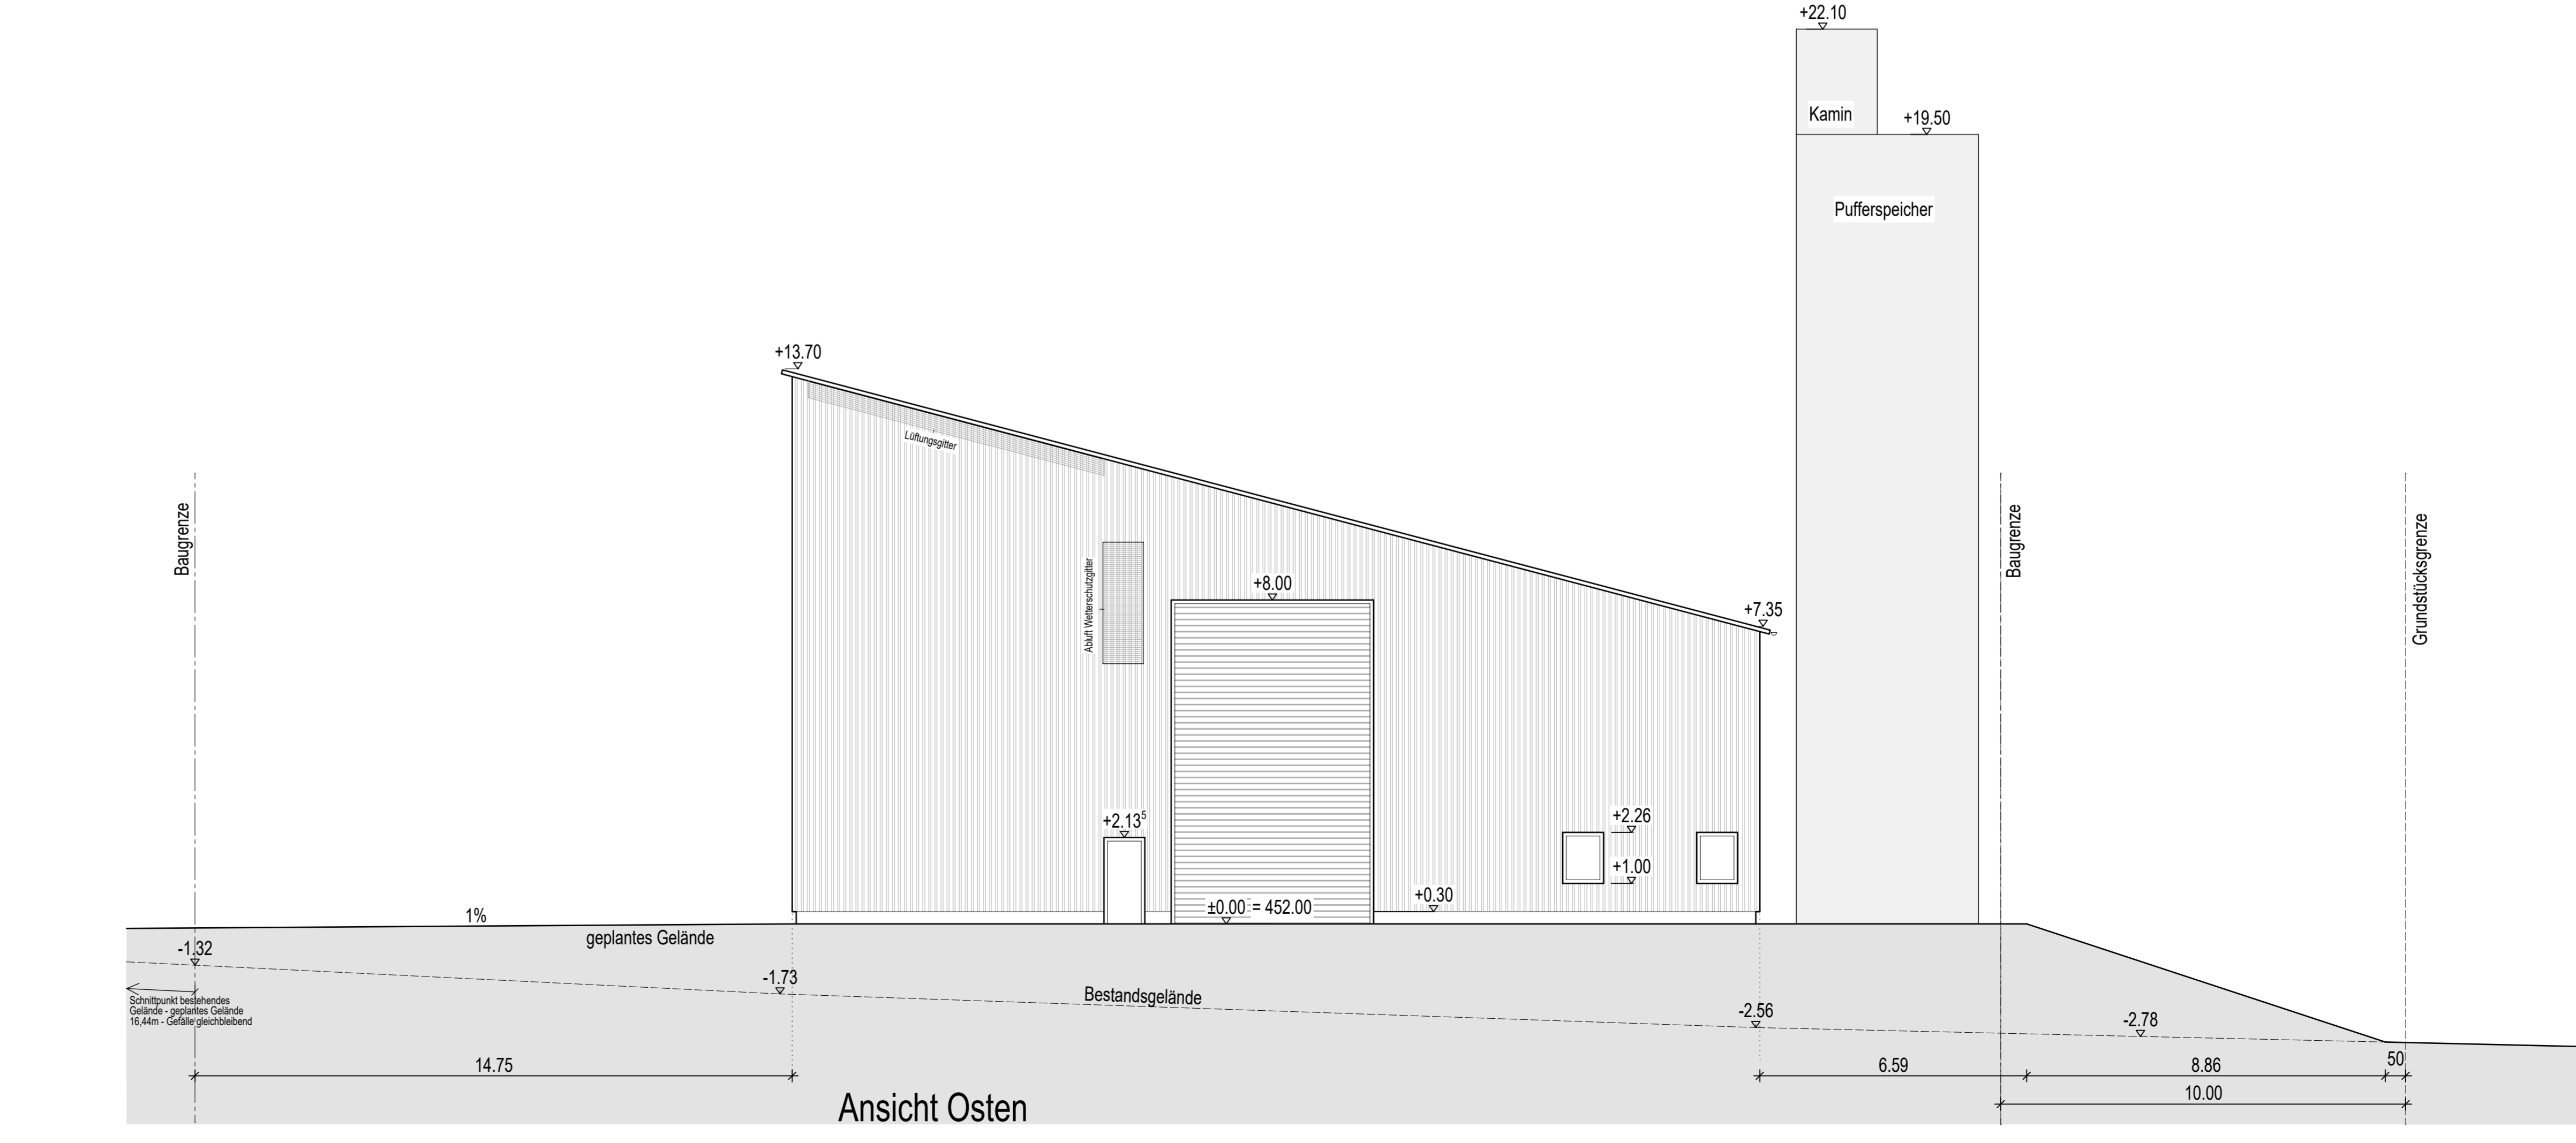 +22.10
Kamin
+19.50
Pufferspeicher
+13.70
Lüftungsgitter
Baugrenze
Abluft Wetterschutzgitter
+8.00
+7.35
Baugrenze
Grundstücksgrenze
+2.13⁵
+2.26
+1.00
+0.30
±0.00 = 452.00
1%
geplantes Gelände
-1.32
-1.73
Bestandsgelände
-2.56
-2.78
Schnittpunkt bestehendes
Gelände - geplantes Gelände
16,44m - Gefälle gleichbleibend
14.75
6.59
8.86
50
10.00
Ansicht Osten